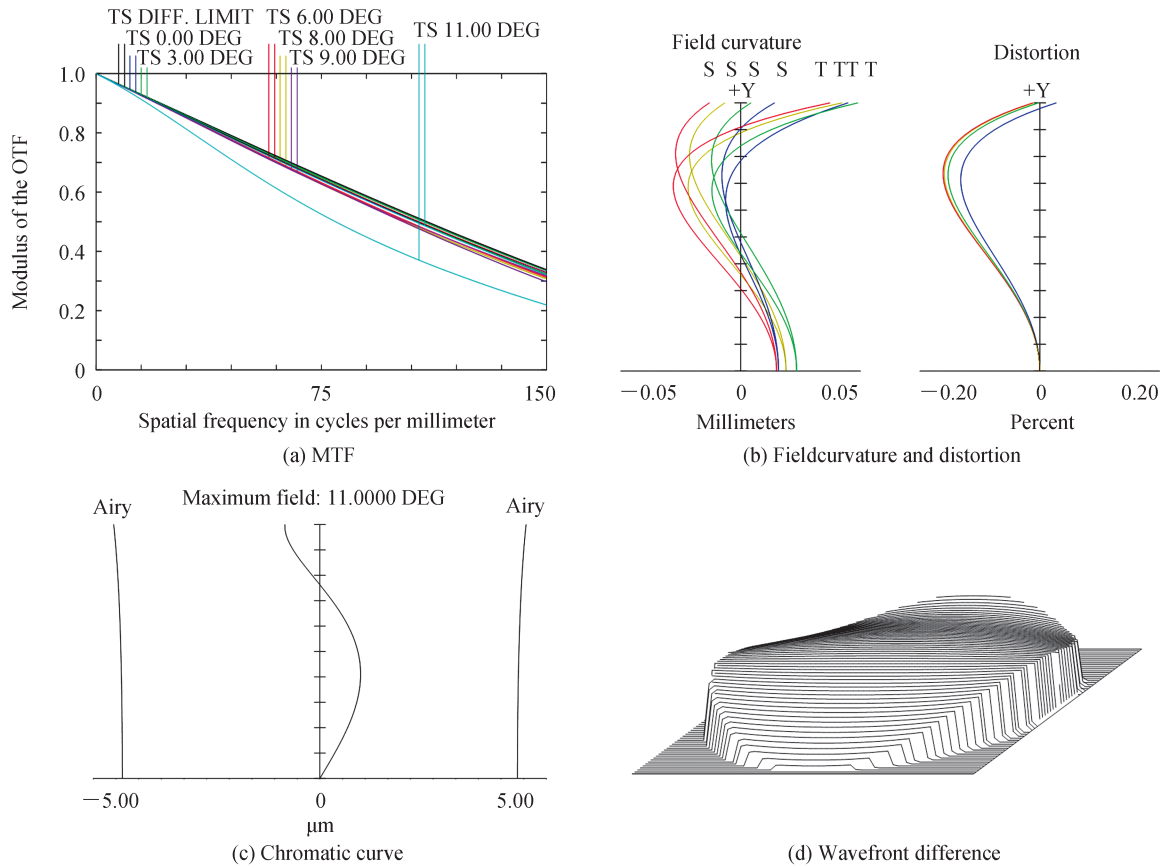 TS DIFF. LIMIT TS 6.00 DEG
TS 11.00 DEG
TS 0.00 DEG TS 8.00 DEG
TS 3.00 DEG TS 9.00 DEG
1.0
0.8
0.6
0.4
0.2
0
Modulus of the OTF
0 75 150
Spatial frequency in cycles per millimeter
(a) MTF
Field curvature
S S S S T TT T
+Y
−0.05 0 0.05
Millimeters
Distortion
+Y
−0.20 0 0.20
Percent
(b) Fieldcurvature and distortion
Maximum field: 11.0000 DEG
Airy Airy
−5.00 0 5.00
μm
(c) Chromatic curve
(d) Wavefront difference